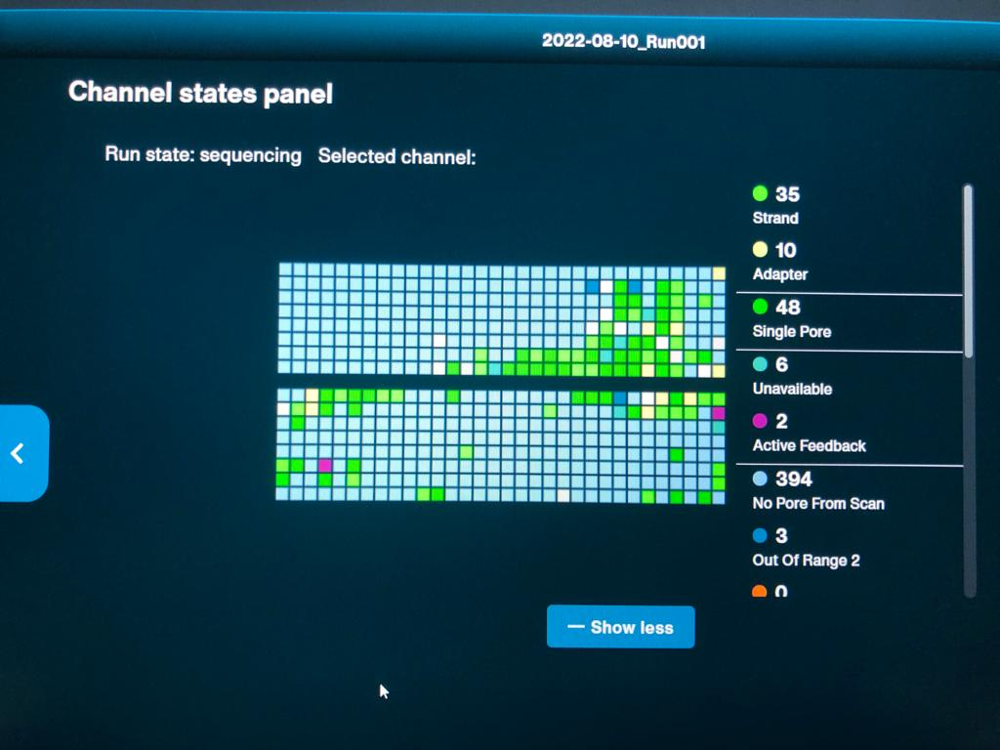 2022-08-10_Run001
Channel states panel
Run state: sequencing Selected channel:
35
Strand
10
Adapter
48
Single Pore
6
Unavailable
2
Active Feedback
394
No Pore From Scan
3
Out Of Range 2
0
— Show less